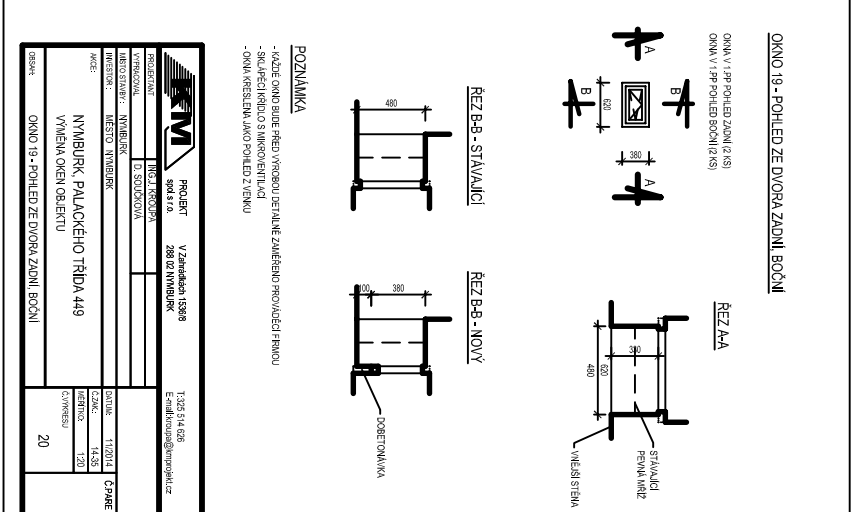 OKNO 19 - POHLED ZE DVORA ZADNÍ, BOČNÍ
OKNA V 1.PP POHLED ZADNÍ (2 KS)
OKNA V 1.PP POHLED BOČNÍ (2 KS)
A
A
B
B
620
380
ŘEZ A-A
380
620
480
STÁVAJÍCÍ
PEVNÁ MŘÍŽ
VNĚJŠÍ STĚNA
ŘEZ B-B - STÁVAJÍCÍ
480
ŘEZ B-B - NOVÝ
100
380
DOBETONÁVKA
POZNÁMKA
- KAŽDÉ OKNO BUDE PŘED VÝROBOU DETAILNĚ ZAMĚŘENO PROVÁDĚCÍ FIRMOU
- SKLÁPĚCÍ KŘÍDLO S MIKROVENTILACÍ
- OKNA KRESLENA JAKO POHLED Z VENKU
KM
PROJEKT
spol.s r.o.
V Zahrádkách 1536/8
288 02 NYMBURK
T:325 514 626
E-mail:kroupa@kmprojekt.cz
PROJEKTANT ING.J. KROUPA
VYPRACOVAL D. SOUČKOVÁ
MÍSTO STAVBY: NYMBURK
INVESTOR : MĚSTO NYMBURK
AKCE: NYMBURK, PALACKÉHO TŘÍDA 449
VÝMĚNA OKEN OBJEKTU
OBSAH: OKNO 19 - POHLED ZE DVORA ZADNÍ, BOČNÍ
DATUM: 11/2014
Č.ZAK.: 14-35
MĚŘÍTKO: 1:20
Č.VÝKRESU
20
Č.PARE